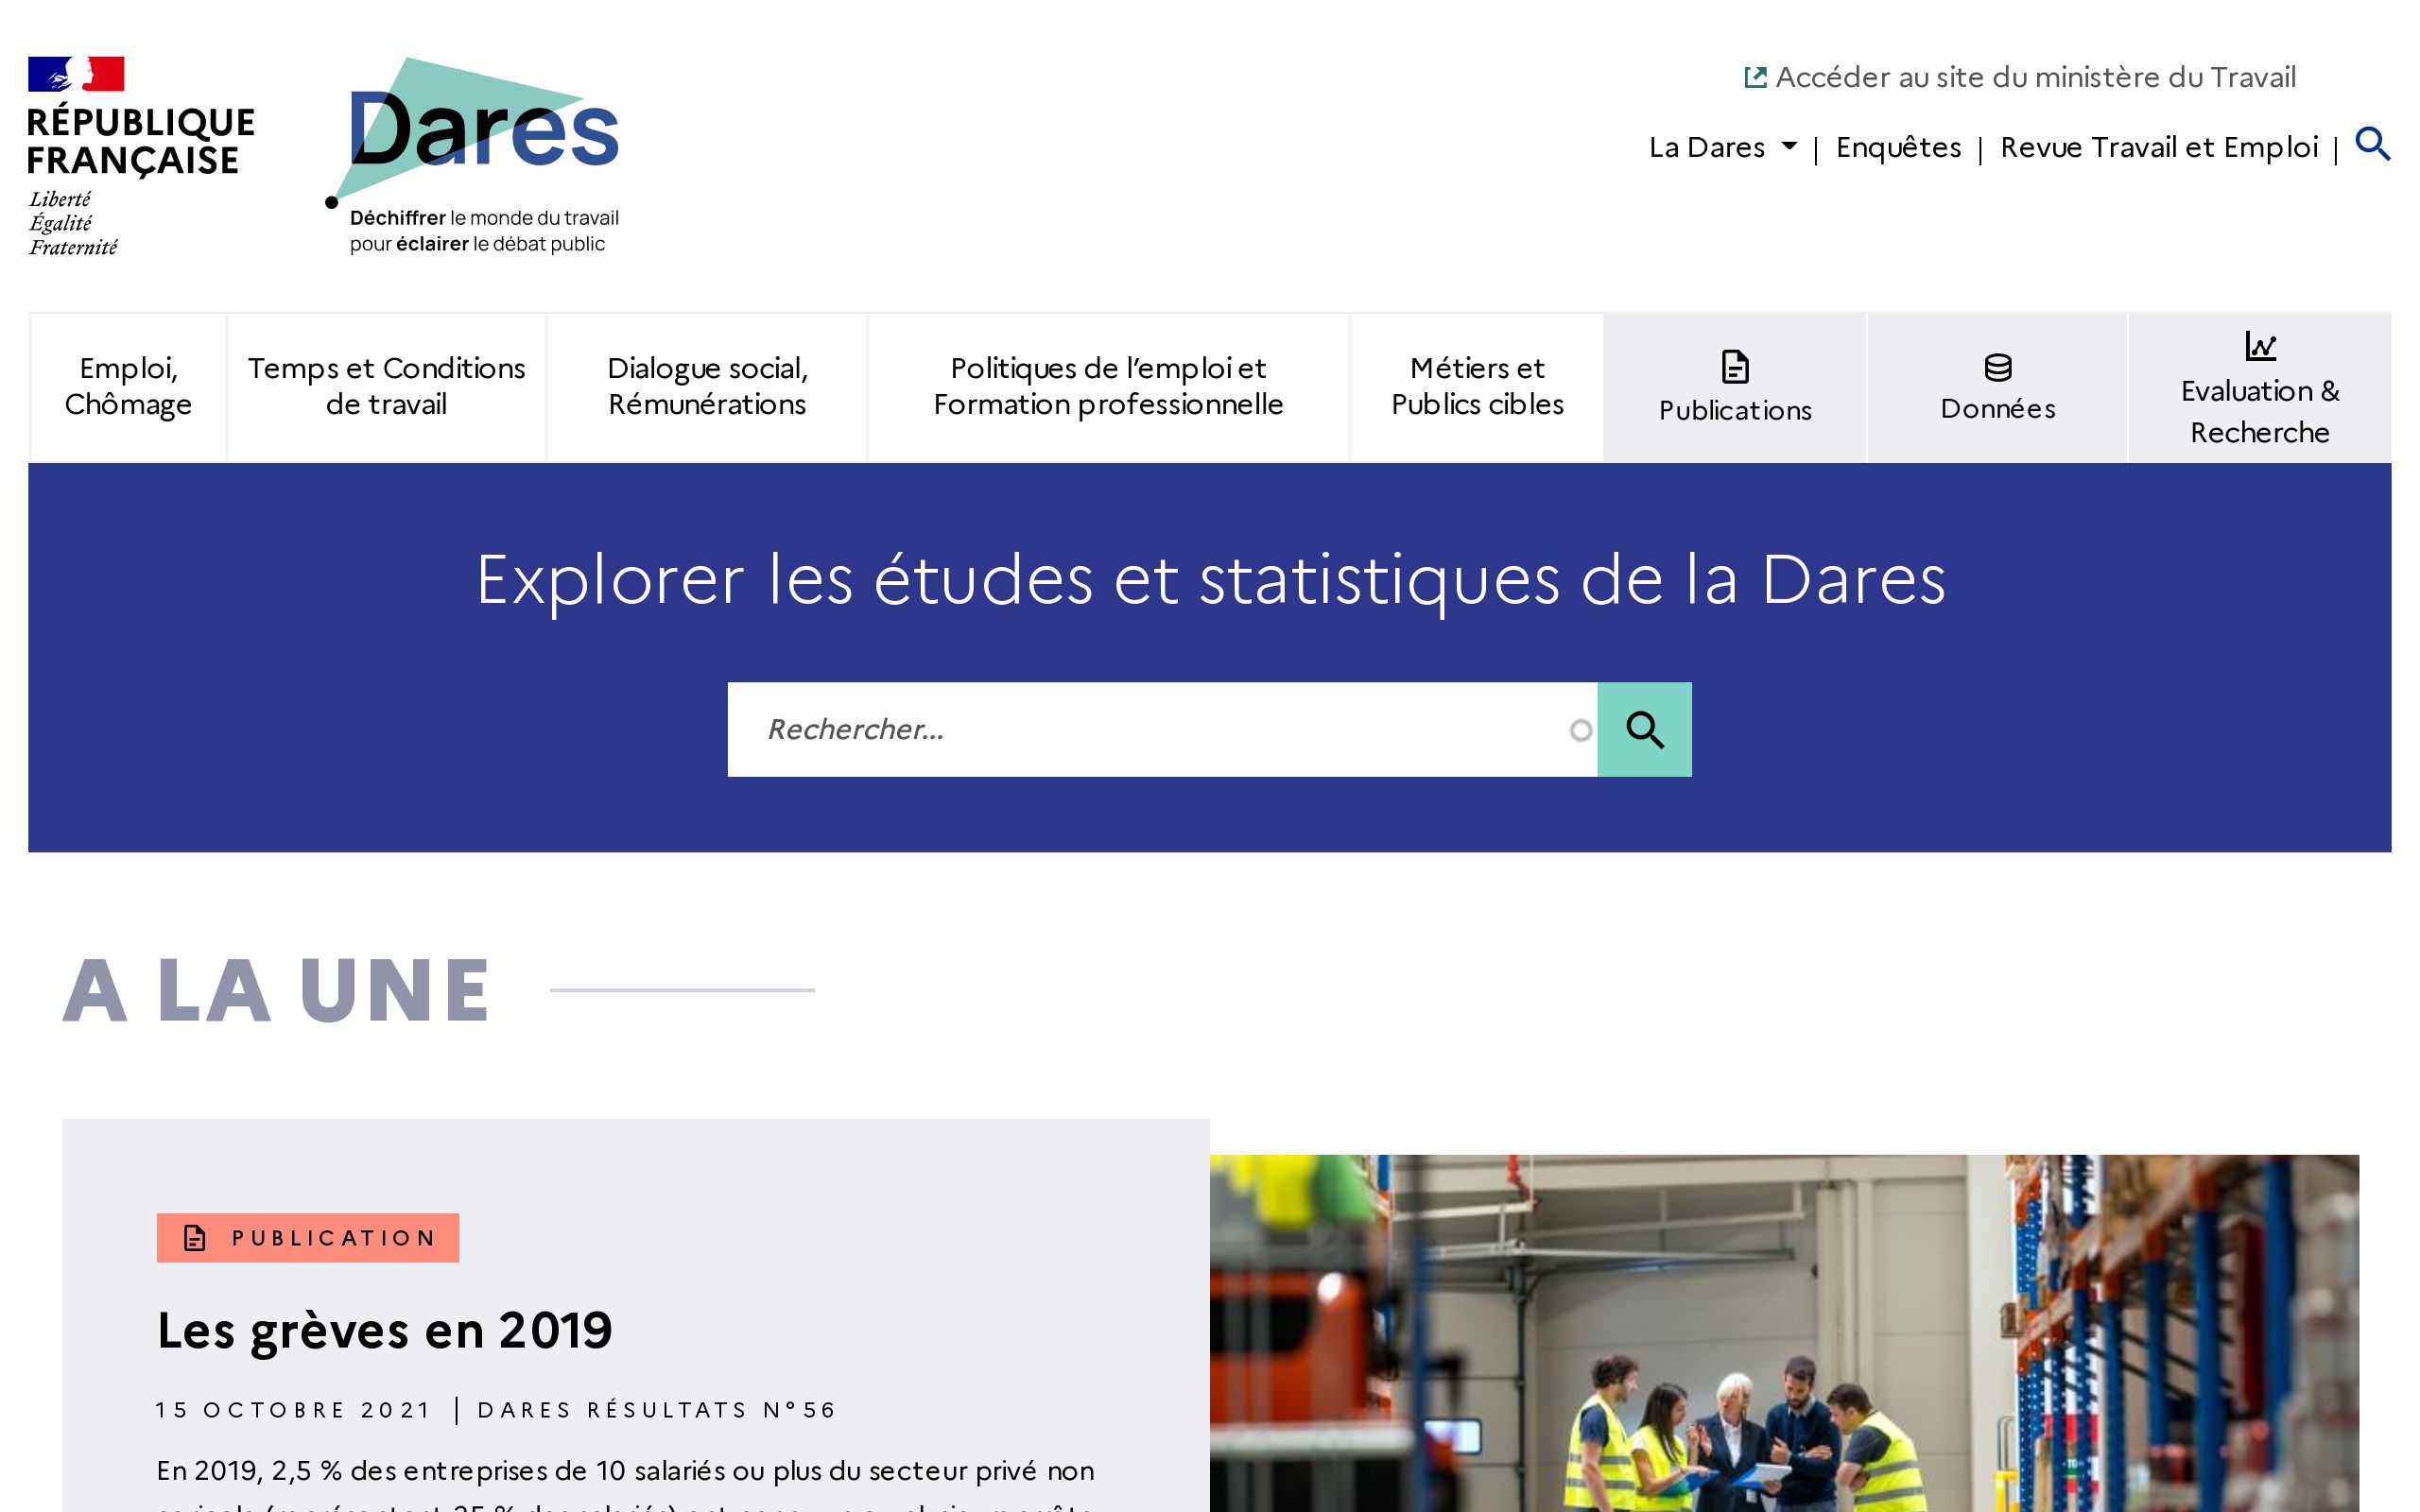 RÉPUBLIQUE
FRANÇAISE
Liberté
Égalité
Fraternité
Dares
Déchiffrer le monde du travail
pour éclairer le débat public
Accéder au site du ministère du Travail
La Dares | Enquêtes | Revue Travail et Emploi |
Emploi,
Chômage
Temps et Conditions
de travail
Dialogue social,
Rémunérations
Politiques de l’emploi et
Formation professionnelle
Métiers et
Publics cibles
Publications
Données
Evaluation &
Recherche
Explorer les études et statistiques de la Dares
Rechercher...
A LA UNE
PUBLICATION
Les grèves en 2019
15 OCTOBRE 2021 | DARES RÉSULTATS N°56
En 2019, 2,5 % des entreprises de 10 salariés ou plus du secteur privé non